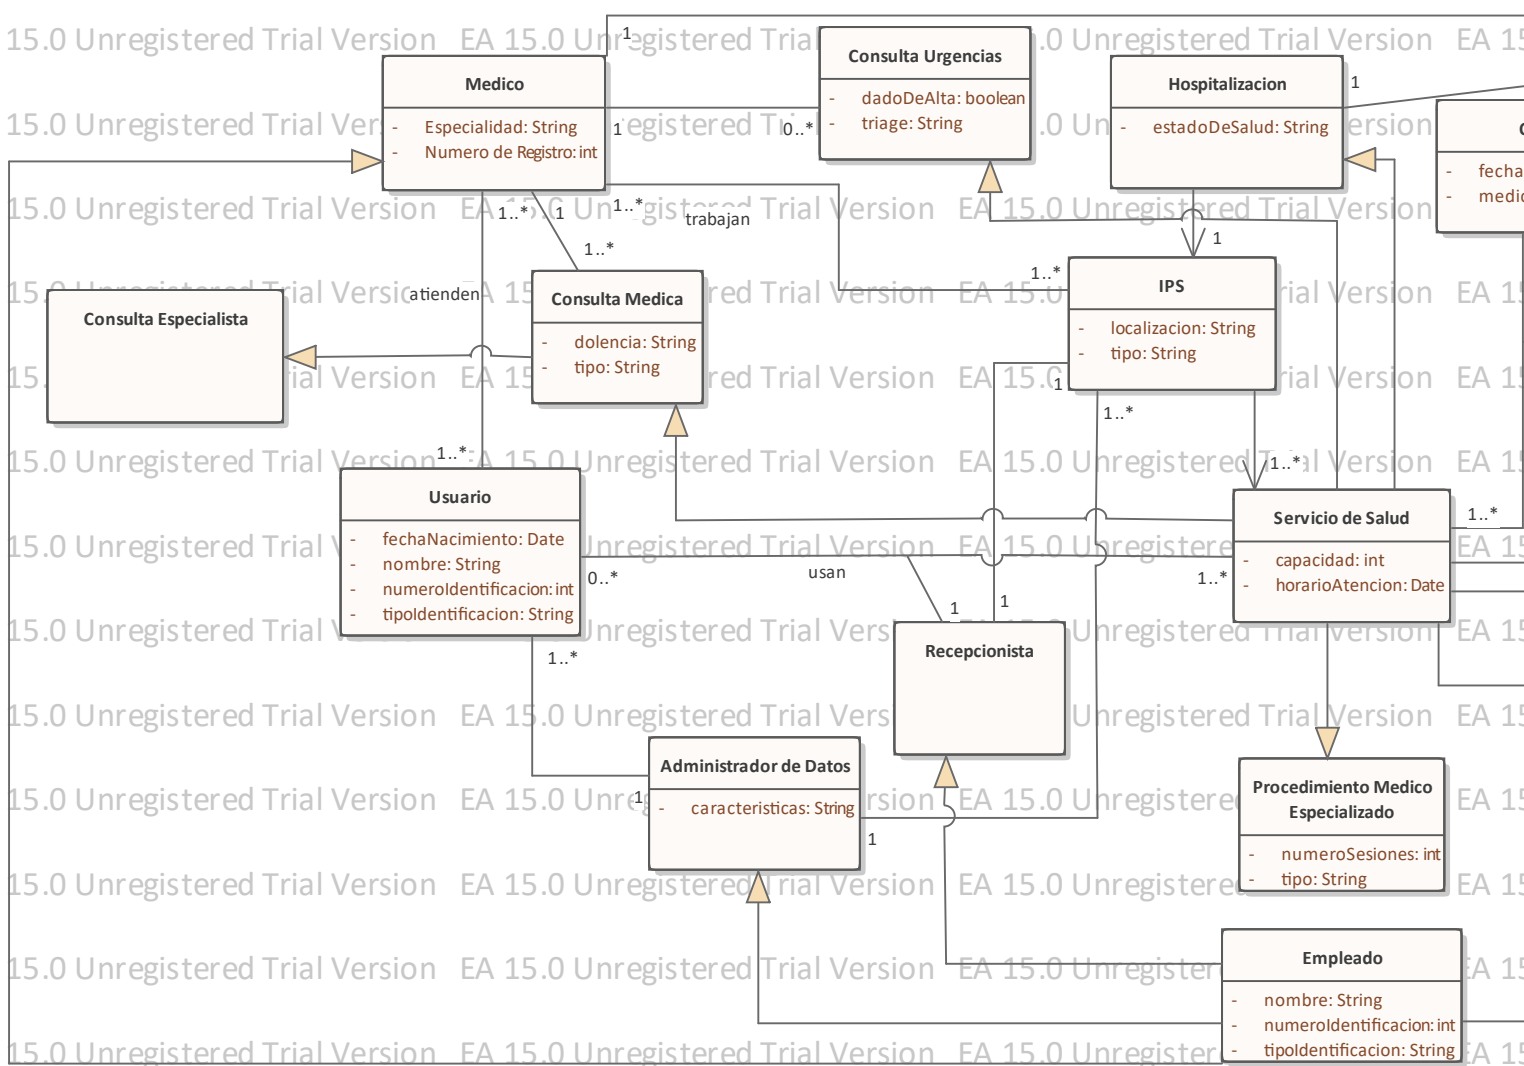 15.0 Unregistered Trial Version EA 15.0 Unregistered Trial Version EA 15.0 Unregistered Trial Version EA 15
Medico
- Especialidad: String
- Numero de Registro: int
Consulta Urgencias
- dadoDeAlta: boolean
- triage: String
Hospitalizacion
- estadoDeSalud: String
- fecha
- medic
1
1
0..*
1
1..*
1
1..*
trabajan
1..*
1
1..*
atienden
Consulta Especialista
Consulta Medica
- dolencia: String
- tipo: String
IPS
- localizacion: String
- tipo: String
1
1..*
1..*
1..*
Usuario
- fechaNacimiento: Date
- nombre: String
- numeroIdentificacion: int
- tipoIdentificacion: String
0..*
usan
1..*
1..*
Servicio de Salud
- capacidad: int
- horarioAtencion: Date
1
1
Recepcionista
1..*
Administrador de Datos
- caracteristicas: String
1
1
Procedimiento Medico
Especializado
- numeroSesiones: int
- tipo: String
Empleado
- nombre: String
- numeroIdentificacion: int
- tipoIdentificacion: String